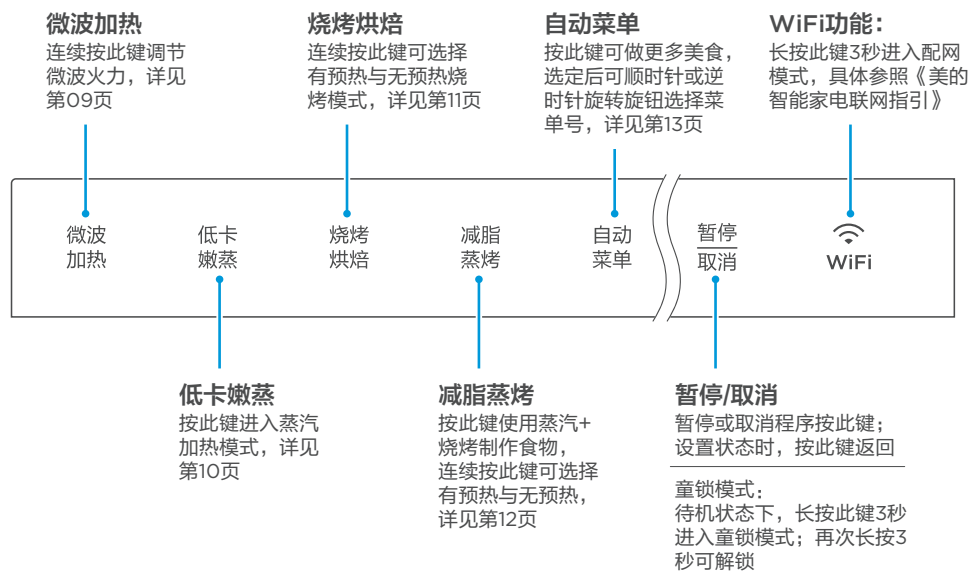 微波加热
连续按此键调节
微波火力，详见
第09页
烧烤烘焙
连续按此键可选择
有预热与无预热烧
烤模式，详见第11页
自动菜单
按此键可做更多美食，
选定后可顺时针或逆
时针旋转旋钮选择菜
单号，详见第13页
WiFi功能：
长按此键3秒进入配网
模式，具体参照《美的
智能家电联网指引》
微波
加热
低卡
嫩蒸
烧烤
烘焙
减脂
蒸烤
自动
菜单
暂停
取消
WiFi
低卡嫩蒸
按此键进入蒸汽
加热模式，详见
第10页
减脂蒸烤
按此键使用蒸汽+
烧烤制作食物，
连续按此键可选择
有预热与无预热，
详见第12页
暂停/取消
暂停或取消程序按此键；
设置状态时，按此键返回
童锁模式：
待机状态下，长按此键3秒
进入童锁模式；再次长按3
秒可解锁